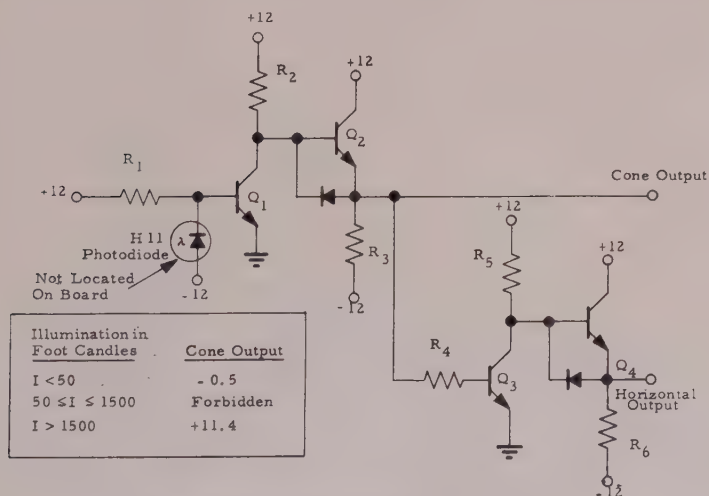 +12
R2
+12
Q2
R1
+12
Q1
Cone Output
H11
Photodiode
λ
Not Located
On Board
-12
R3
-12
+12
R5
+12
R4
Q3
Q4
Horizontal
Output
R6
-12
Illumination in
Foot Candles Cone Output
I < 50 - 0.5
50 ≤ I ≤ 1500 Forbidden
I > 1500 +11.4